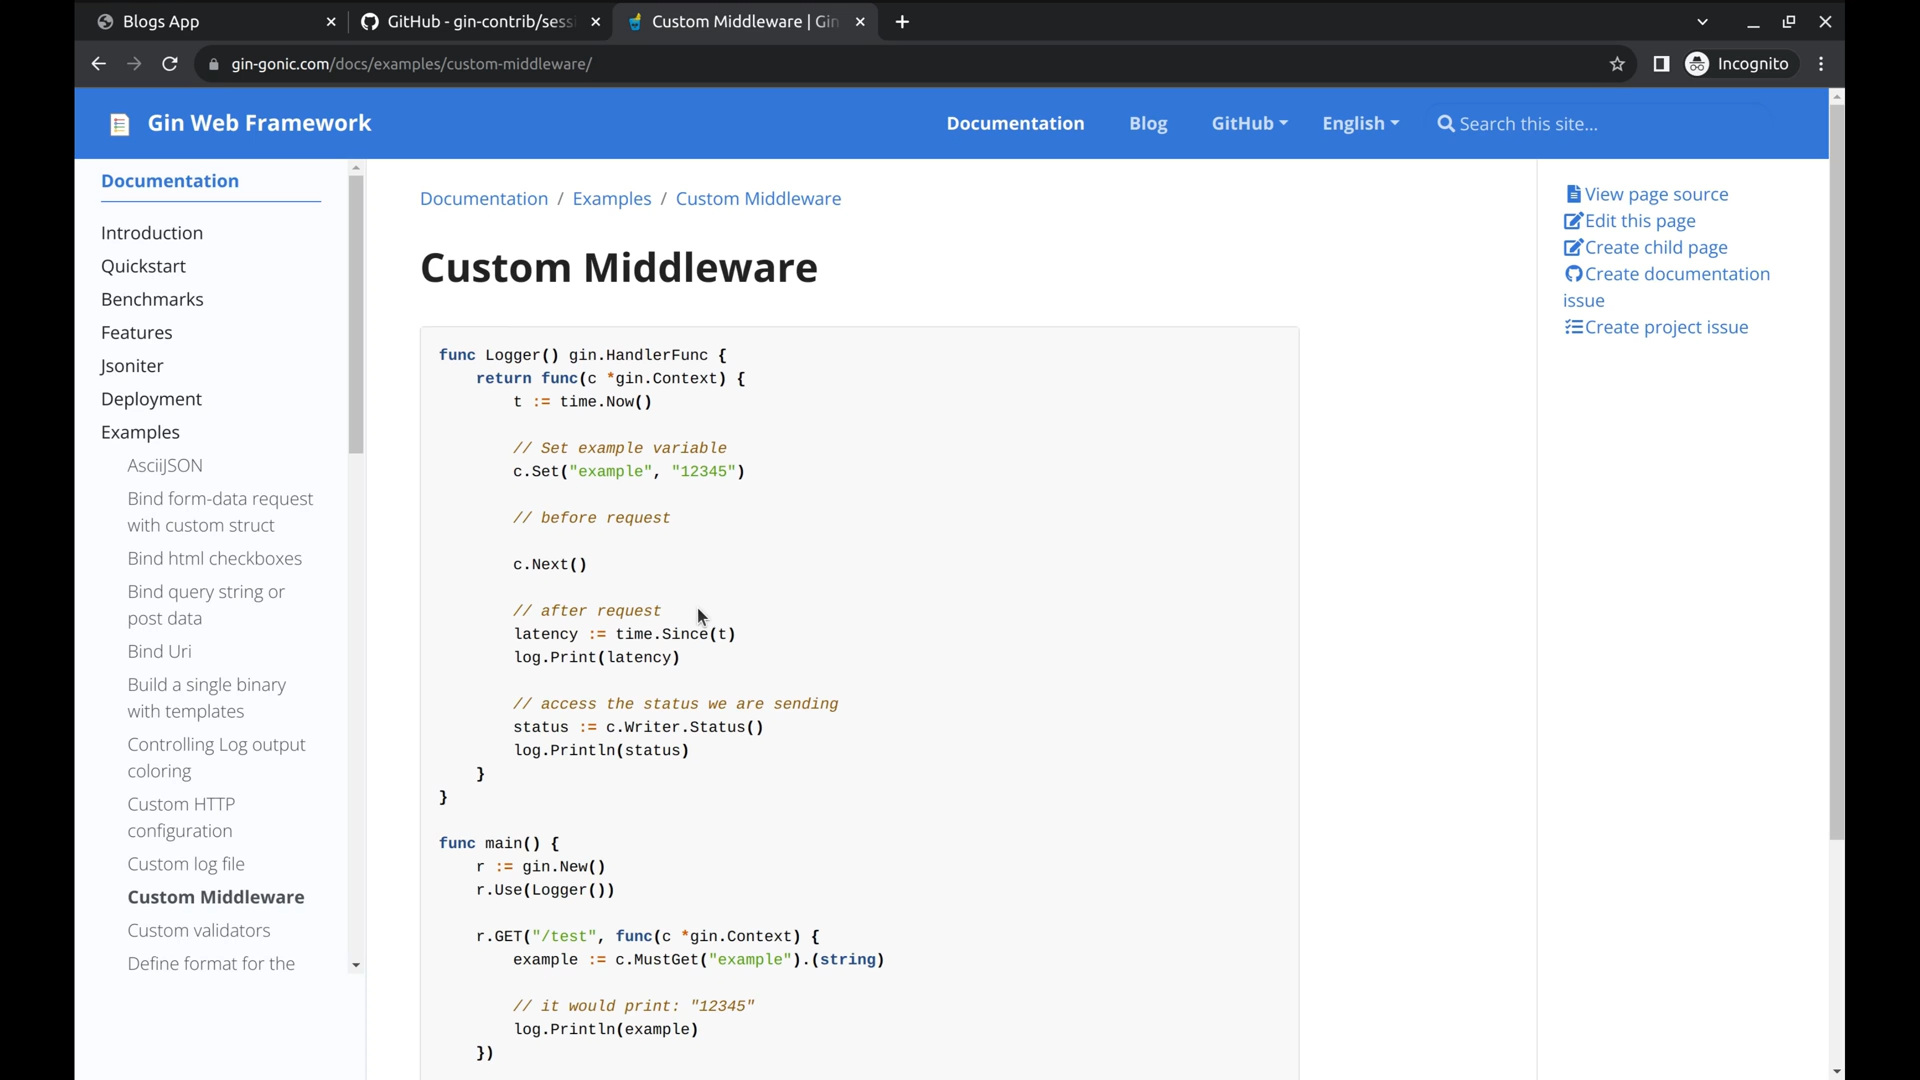 Blogs App
GitHub - gin-contrib/sess
Custom Middleware | Gin
gin-gonic.com/docs/examples/custom-middleware/
Incognito
Gin Web Framework
Documentation
Blog
GitHub
English
Search this site...
Documentation
Introduction
Quickstart
Benchmarks
Features
Jsoniter
Deployment
Examples
AsciiJSON
Bind form-data request
with custom struct
Bind html checkboxes
Bind query string or
post data
Bind Uri
Build a single binary
with templates
Controlling Log output
coloring
Custom HTTP
configuration
Custom log file
Custom Middleware
Custom validators
Define format for the
Documentation / Examples / Custom Middleware
Custom Middleware
func Logger() gin.HandlerFunc {
return func(c *gin.Context) {
t := time.Now()
// Set example variable
c.Set("example", "12345")
// before request
c.Next()
// after request
latency := time.Since(t)
log.Print(latency)
// access the status we are sending
status := c.Writer.Status()
log.Println(status)
}
}
func main() {
r := gin.New()
r.Use(Logger())
r.GET("/test", func(c *gin.Context) {
example := c.MustGet("example").(string)
// it would print: "12345"
log.Println(example)
})
View page source
Edit this page
Create child page
Create documentation
issue
Create project issue